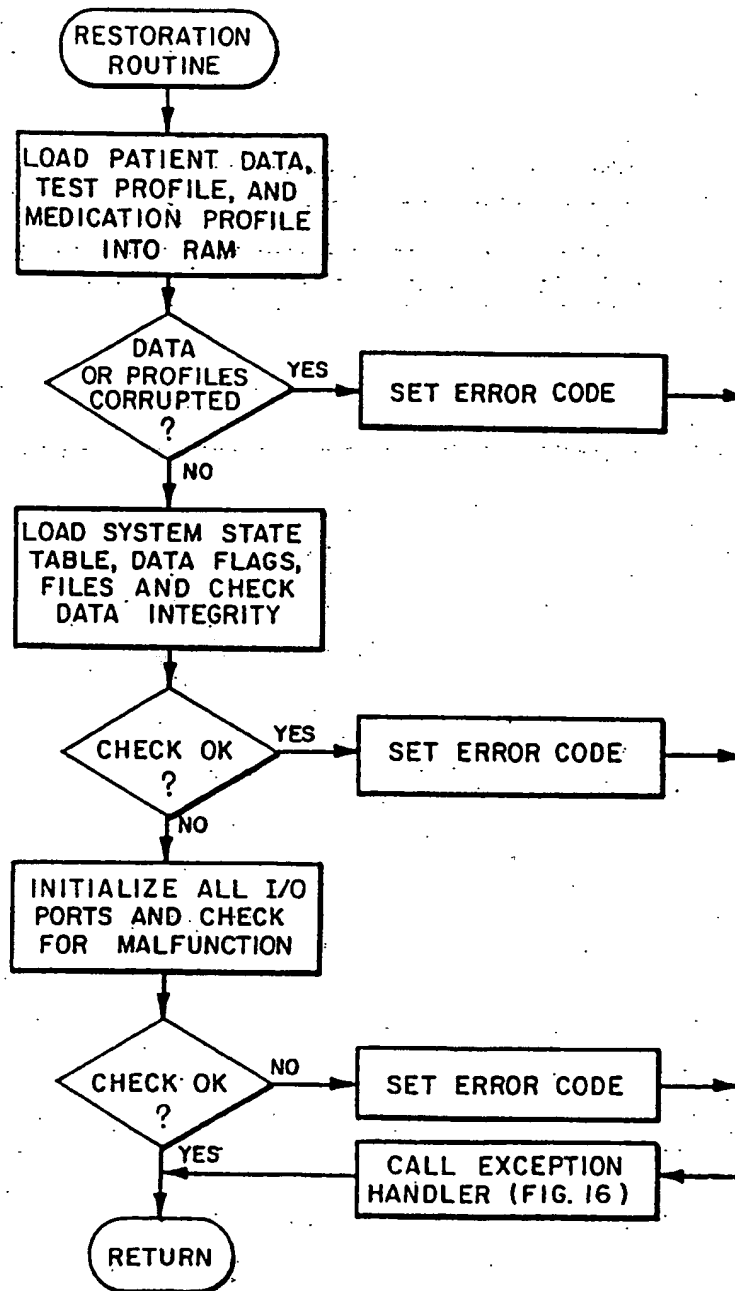 RESTORATION
ROUTINE
LOAD PATIENT DATA,
TEST PROFILE, AND
MEDICATION PROFILE
INTO RAM
DATA
OR PROFILES
CORRUPTED
?
YES
SET ERROR CODE
NO
LOAD SYSTEM STATE
TABLE, DATA FLAGS,
FILES AND CHECK
DATA INTEGRITY
CHECK OK
?
YES
SET ERROR CODE
NO
INITIALIZE ALL I/O
PORTS AND CHECK
FOR MALFUNCTION
CHECK OK
?
NO
SET ERROR CODE
YES
CALL EXCEPTION
HANDLER (FIG. 16)
RETURN